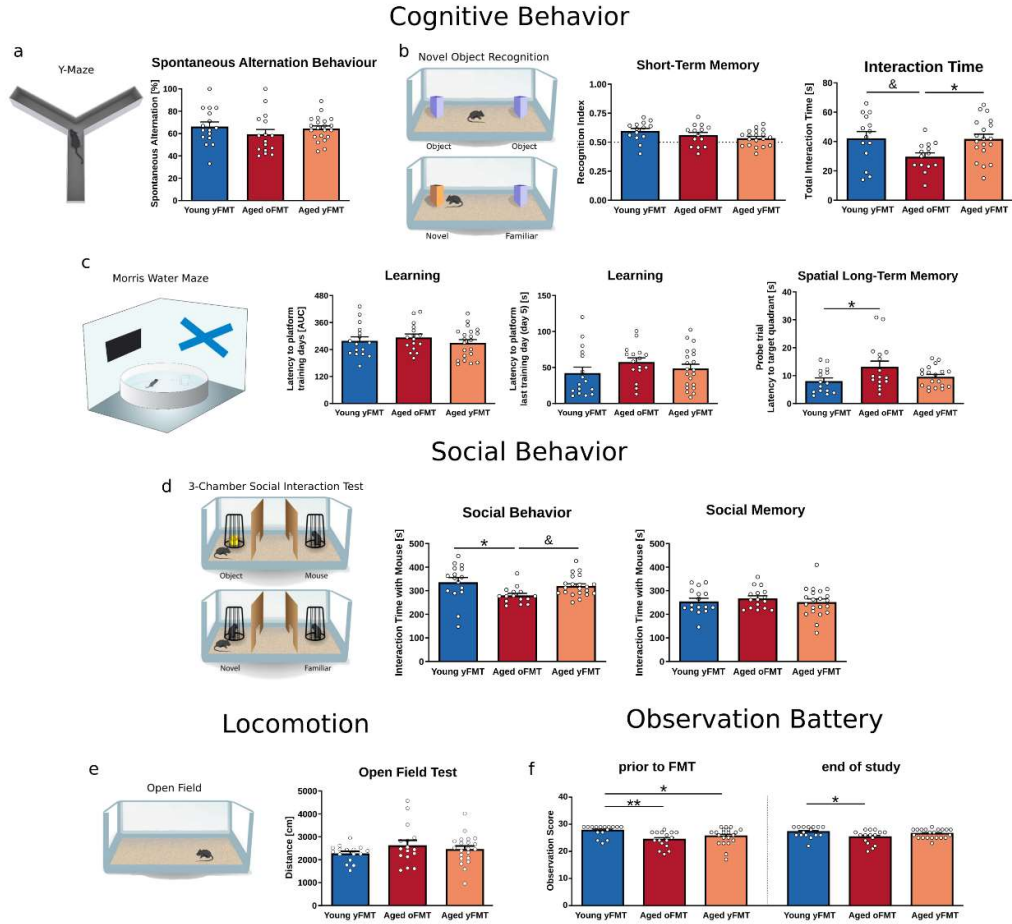 Cognitive Behavior
a
Y-Maze
Spontaneous Alternation Behaviour
Spontaneous Alternation [%]
100
80
60
40
20
0
Young yFMT Aged oFMT Aged yFMT
b
Novel Object Recognition
Object Object
Novel Familiar
Short-Term Memory
Recognition Index
1.00
0.75
0.50
0.25
0.00
Young yFMT Aged oFMT Aged yFMT
Interaction Time
Total Interaction Time [s]
& *
80
60
40
20
0
Young yFMT Aged oFMT Aged yFMT
c
Morris Water Maze
Learning
Latency to platform
training days [AUC]
480
360
240
120
0
Young yFMT Aged oFMT Aged yFMT
Learning
Latency to platform
last training day (day 5) [s]
150
100
50
0
Young yFMT Aged oFMT Aged yFMT
Spatial Long-Term Memory
Probe trial
Latency to target quadrant [s]
*
40
30
20
10
0
Young yFMT Aged oFMT Aged yFMT
Social Behavior
d
3-Chamber Social Interaction Test
Object Mouse
Novel Familiar
Social Behavior
Interaction Time with Mouse [s]
* &
500
400
300
200
100
0
Young yFMT Aged oFMT Aged yFMT
Social Memory
Interaction Time with Mouse [s]
500
400
300
200
100
0
Young yFMT Aged oFMT Aged yFMT
Locomotion
e
Open Field
Open Field Test
Distance [cm]
5000
4000
3000
2000
1000
0
Young yFMT Aged oFMT Aged yFMT
Observation Battery
f
prior to FMT end of study
Observation Score
*
** *
40
30
20
10
0
Young yFMT Aged oFMT Aged yFMT Young yFMT Aged oFMT Aged yFMT